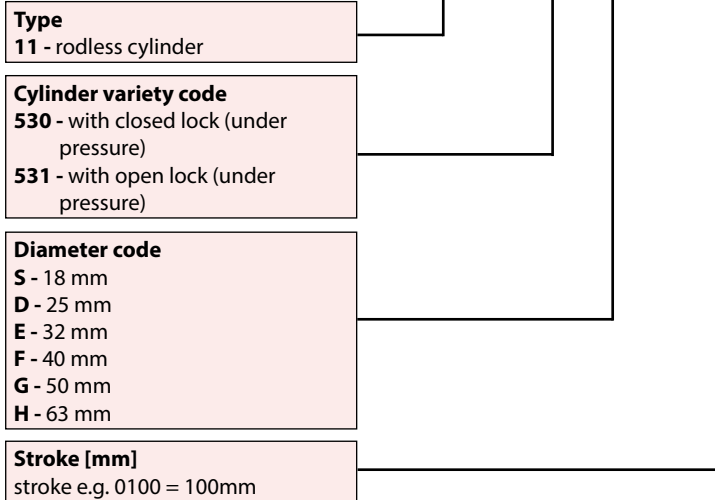 Type
11 - rodless cylinder
Cylinder variety code
530 - with closed lock (under
pressure)
531 - with open lock (under
pressure)
Diameter code
S - 18 mm
D - 25 mm
E - 32 mm
F - 40 mm
G - 50 mm
H - 63 mm
Stroke [mm]
stroke e.g. 0100 = 100mm